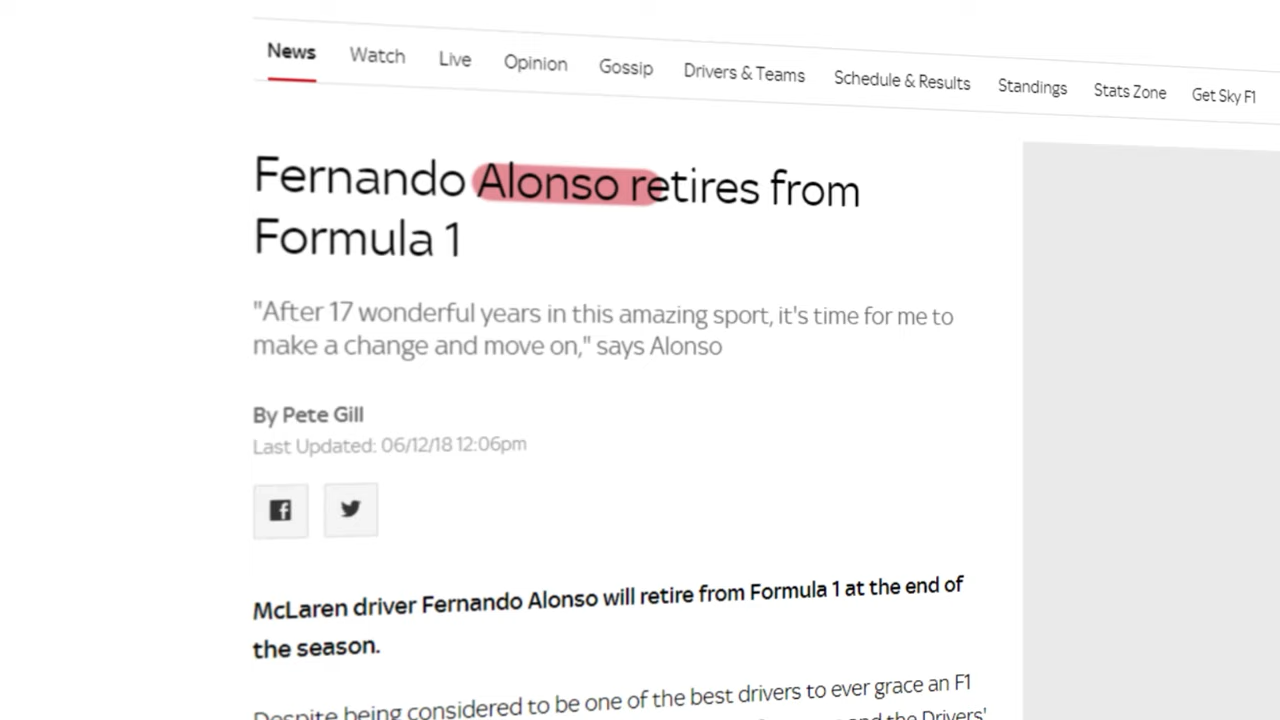 News Watch Live Opinion Gossip Drivers & Teams Schedule & Results Standings Stats Zone Get Sky F1
Fernando Alonso retires from
Formula 1
"After 17 wonderful years in this amazing sport, it's time for me to
make a change and move on," says Alonso
By Pete Gill
Last Updated: 06/12/18 12:06pm
McLaren driver Fernando Alonso will retire from Formula 1 at the end of
the season.
Despite being considered to be one of the best drivers to ever grace an F1
and the Drivers'